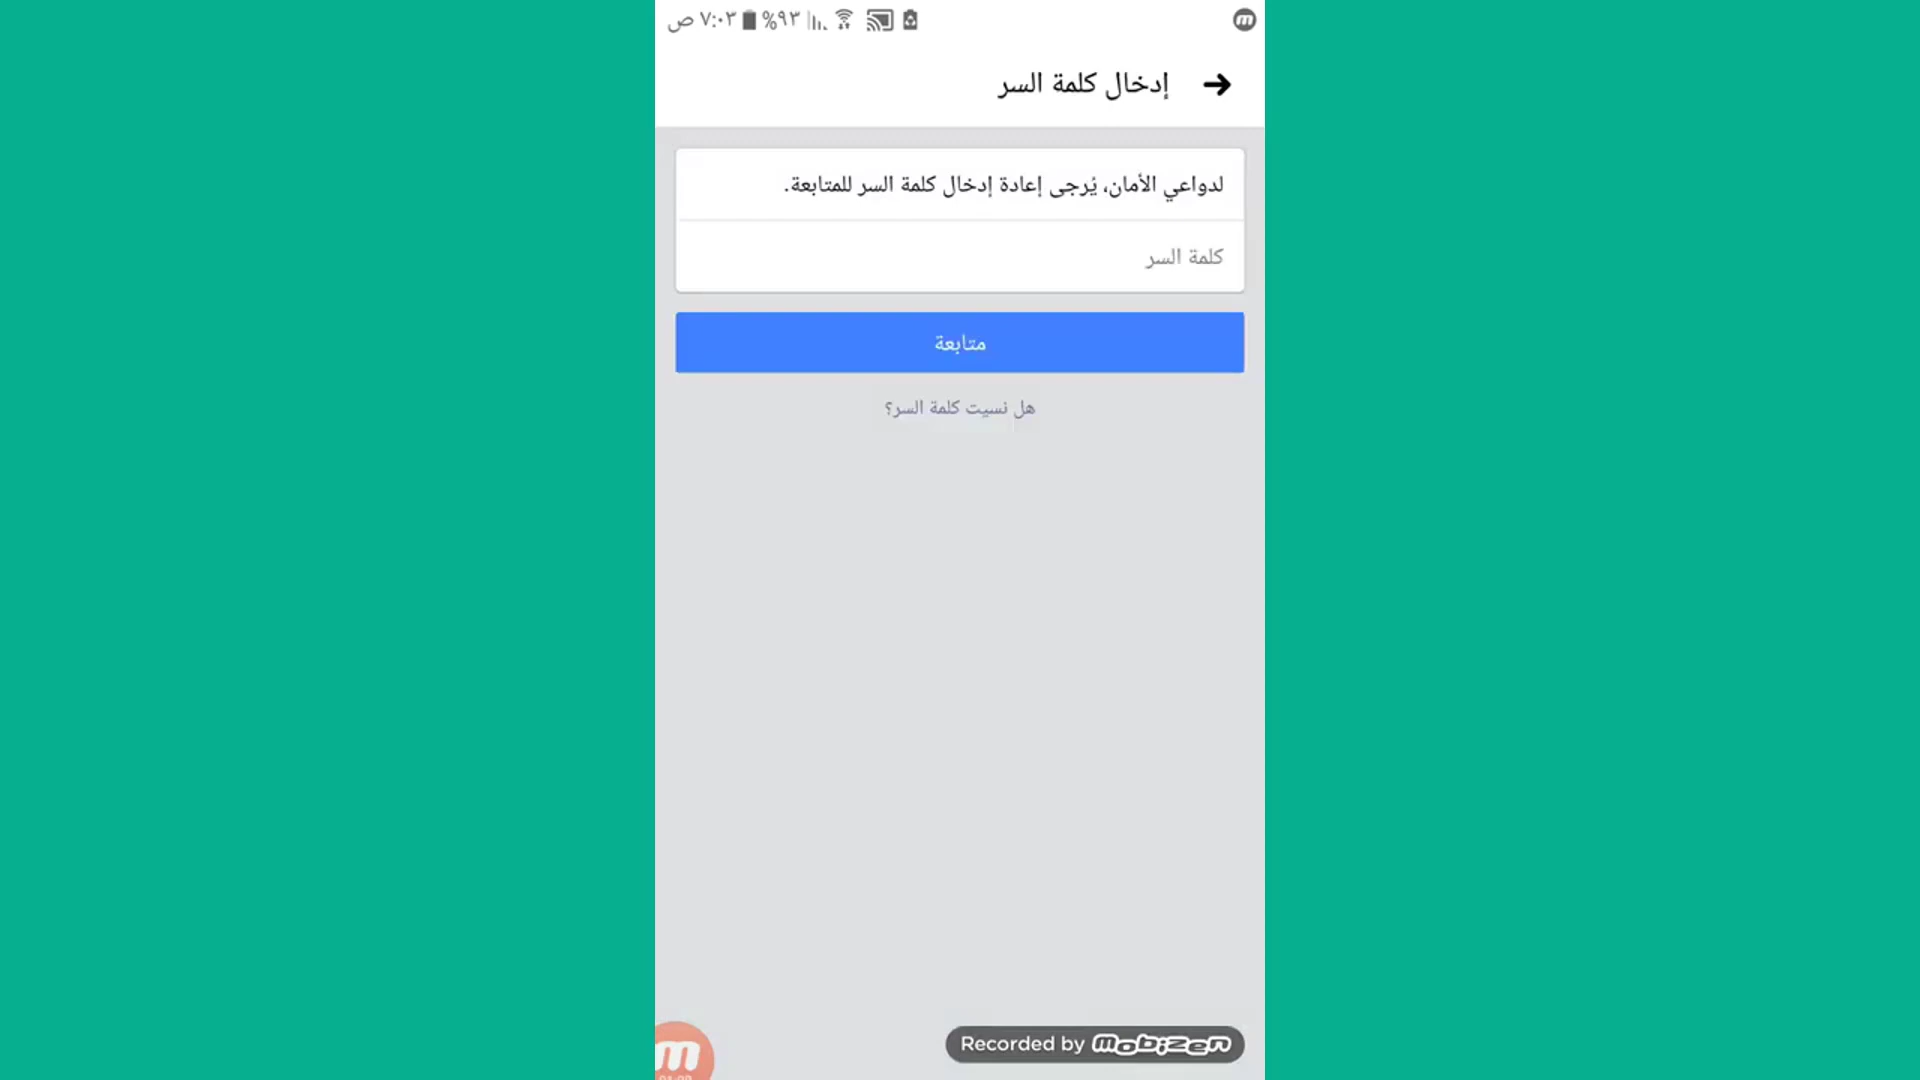 ٧:٠٣ ص %٩٣
إدخال كلمة السر
لدواعي الأمان، يُرجى إعادة إدخال كلمة السر للمتابعة.
كلمة السر
متابعة
هل نسيت كلمة السر؟
Recorded by mobizen